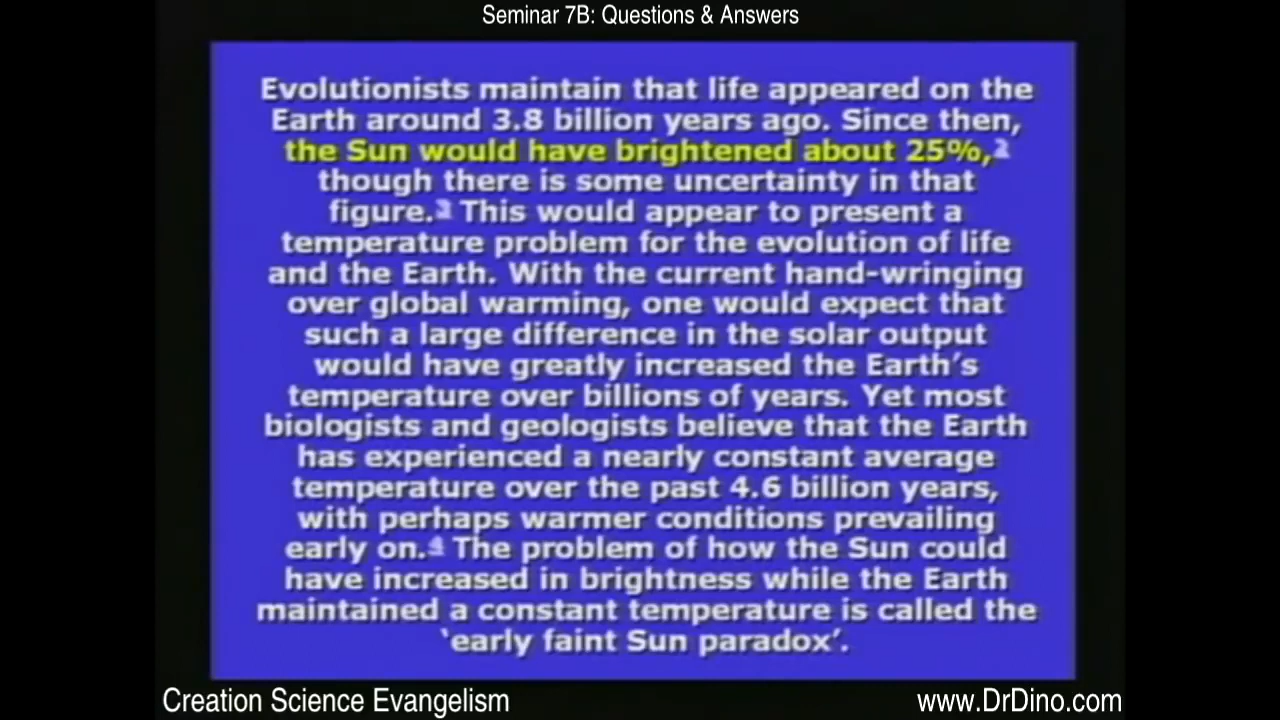 Seminar 7B: Questions & Answers
Evolutionists maintain that life appeared on the
Earth around 3.8 billion years ago. Since then,
the Sun would have brightened about 25%,2
though there is some uncertainty in that
figure.3 This would appear to present a
temperature problem for the evolution of life
and the Earth. With the current hand-wringing
over global warming, one would expect that
such a large difference in the solar output
would have greatly increased the Earth's
temperature over billions of years. Yet most
biologists and geologists believe that the Earth
has experienced a nearly constant average
temperature over the past 4.6 billion years,
with perhaps warmer conditions prevailing
early on.4 The problem of how the Sun could
have increased in brightness while the Earth
maintained a constant temperature is called the
‘early faint Sun paradox’.
Creation Science Evangelism
www.DrDino.com